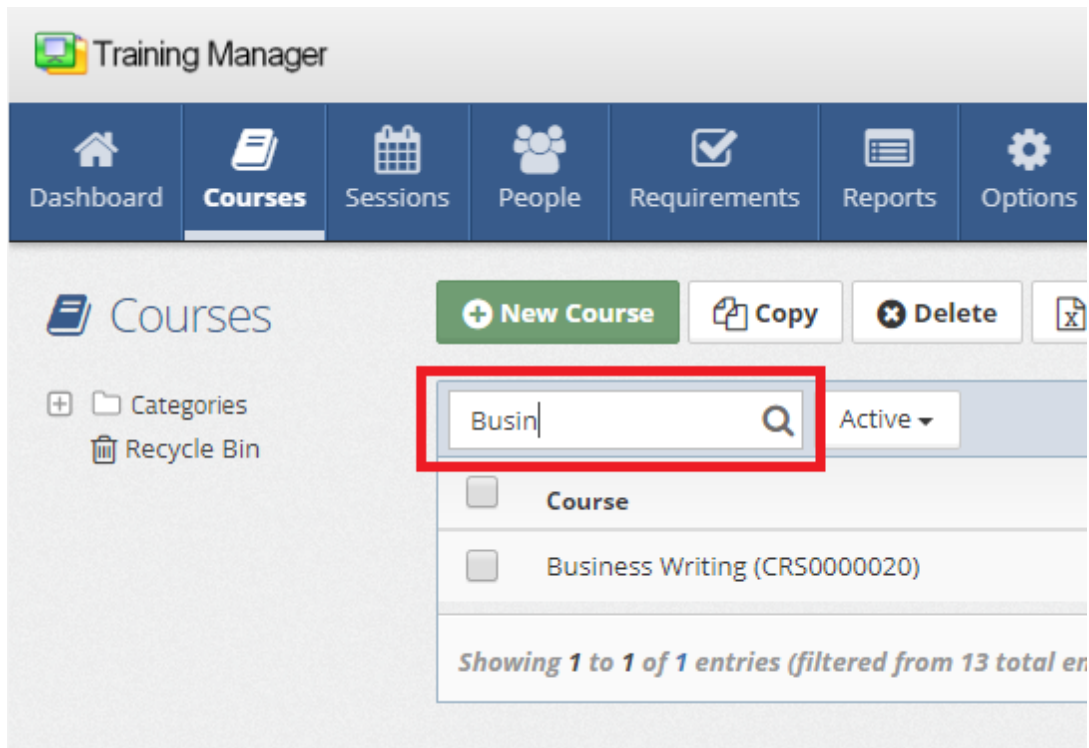 Training Manager
Dashboard Courses Sessions People Requirements Reports Options
Courses
New Course Copy Delete
Categories
Recycle Bin
Busin Active
Course
Business Writing (CRS0000020)
Showing 1 to 1 of 1 entries (filtered from 13 total